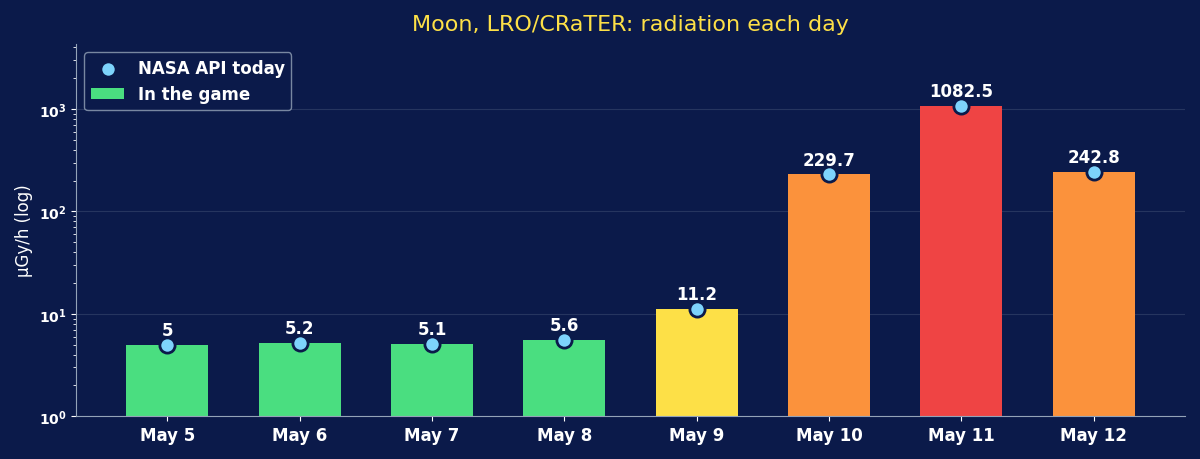 Moon, LRO/CRaTER: radiation each day
NASA API today
In the game
µGy/h (log)
10³
10²
10¹
10⁰
5
5.2
5.1
5.6
11.2
229.7
1082.5
242.8
May 5
May 6
May 7
May 8
May 9
May 10
May 11
May 12